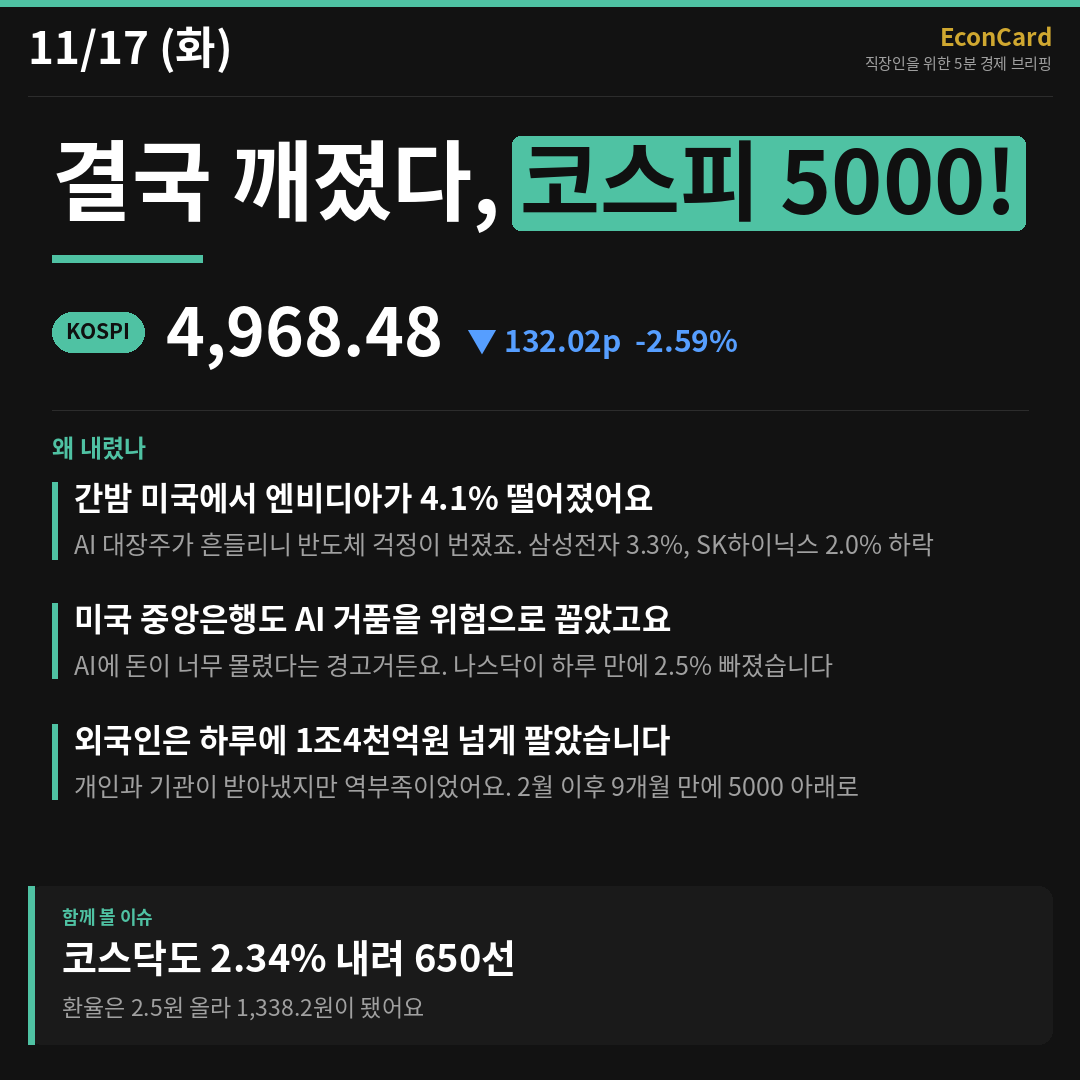 11/17 (화)
EconCard
직장인을 위한 5분 경제 브리핑
결국 깨졌다, 코스피 5000!
KOSPI 4,968.48 ▼ 132.02p -2.59%
왜 내렸나
간밤 미국에서 엔비디아가 4.1% 떨어졌어요
AI 대장주가 흔들리니 반도체 걱정이 번졌죠. 삼성전자 3.3%, SK하이닉스 2.0% 하락
미국 중앙은행도 AI 거품을 위험으로 꼽았고요
AI에 돈이 너무 몰렸다는 경고거든요. 나스닥이 하루 만에 2.5% 빠졌습니다
외국인은 하루에 1조4천억원 넘게 팔았습니다
개인과 기관이 받아냈지만 역부족이었어요. 2월 이후 9개월 만에 5000 아래로
함께 볼 이슈
코스닥도 2.34% 내려 650선
환율은 2.5원 올라 1,338.2원이 됐어요